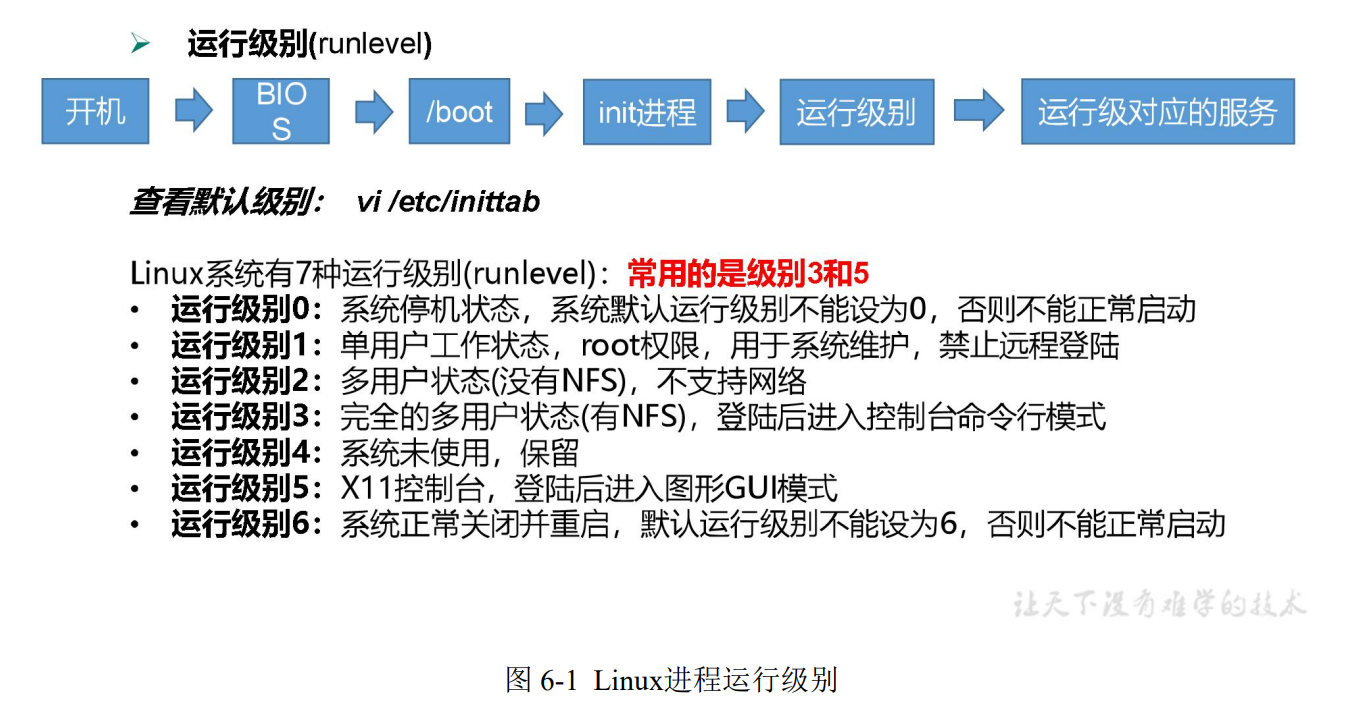 ➢ 运行级别(runlevel)
开机
BIO
S
/boot
init进程
运行级别
运行级对应的服务
查看默认级别： vi /etc/inittab
Linux系统有7种运行级别(runlevel)：常用的是级别3和5
• 运行级别0：系统停机状态，系统默认运行级别不能设为0，否则不能正常启动
• 运行级别1：单用户工作状态，root权限，用于系统维护，禁止远程登陆
• 运行级别2：多用户状态(没有NFS)，不支持网络
• 运行级别3：完全的多用户状态(有NFS)，登陆后进入控制台命令行模式
• 运行级别4：系统未使用，保留
• 运行级别5：X11控制台，登陆后进入图形GUI模式
• 运行级别6：系统正常关闭并重启，默认运行级别不能设为6，否则不能正常启动
让天下没有难学的技术
图 6-1 Linux进程运行级别